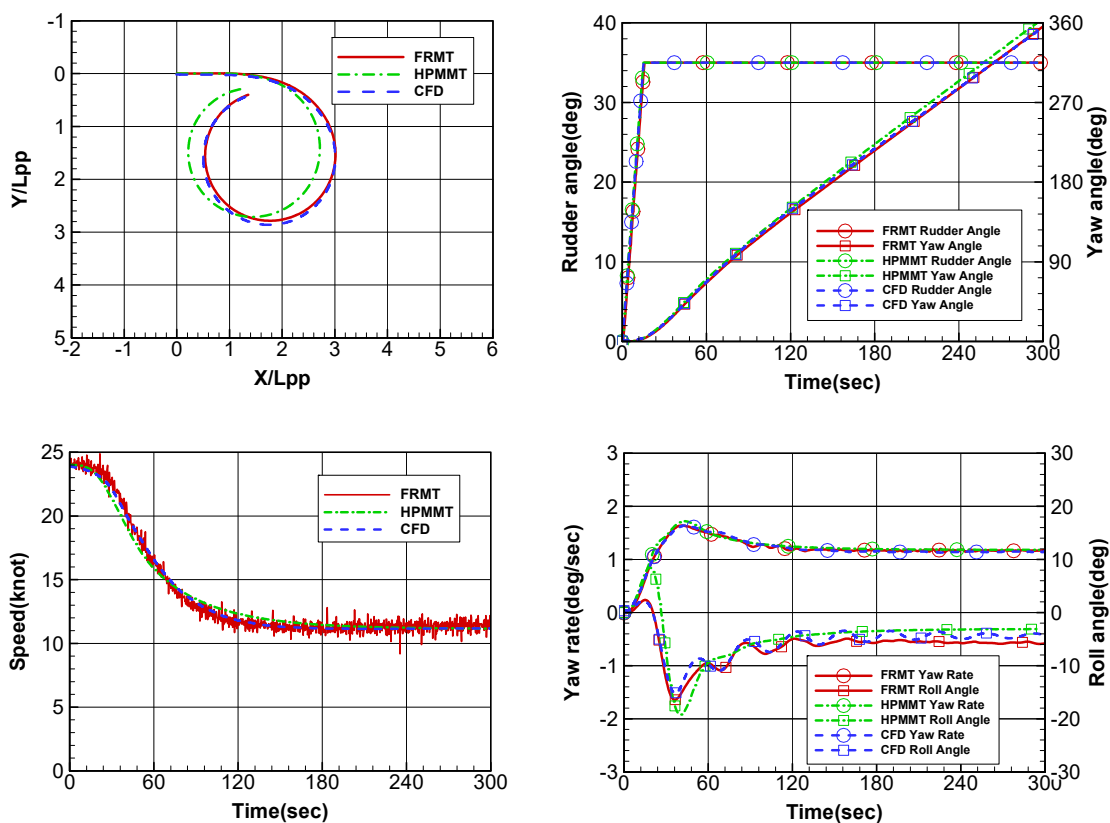 -1
0
1
2
3
4
5
Y/Lpp
-2 -1 0 1 2 3 4 5 6
X/Lpp
FRMT
HPMMT
CFD
40
30
20
10
0
Rudder angle(deg)
360
270
180
90
0
Yaw angle(deg)
0 60 120 180 240 300
Time(sec)
FRMT Rudder Angle
FRMT Yaw Angle
HPMMT Rudder Angle
HPMMT Yaw Angle
CFD Rudder Angle
CFD Yaw Angle
25
20
15
10
5
0
Speed(knot)
0 60 120 180 240 300
Time(sec)
FRMT
HPMMT
CFD
3
2
1
0
-1
-2
-3
Yaw rate(deg/sec)
30
20
10
0
-10
-20
-30
Roll angle(deg)
0 60 120 180 240 300
Time(sec)
FRMT Yaw Rate
FRMT Roll Angle
HPMMT Yaw Rate
HPMMT Roll Angle
CFD Yaw Rate
CFD Roll Angle